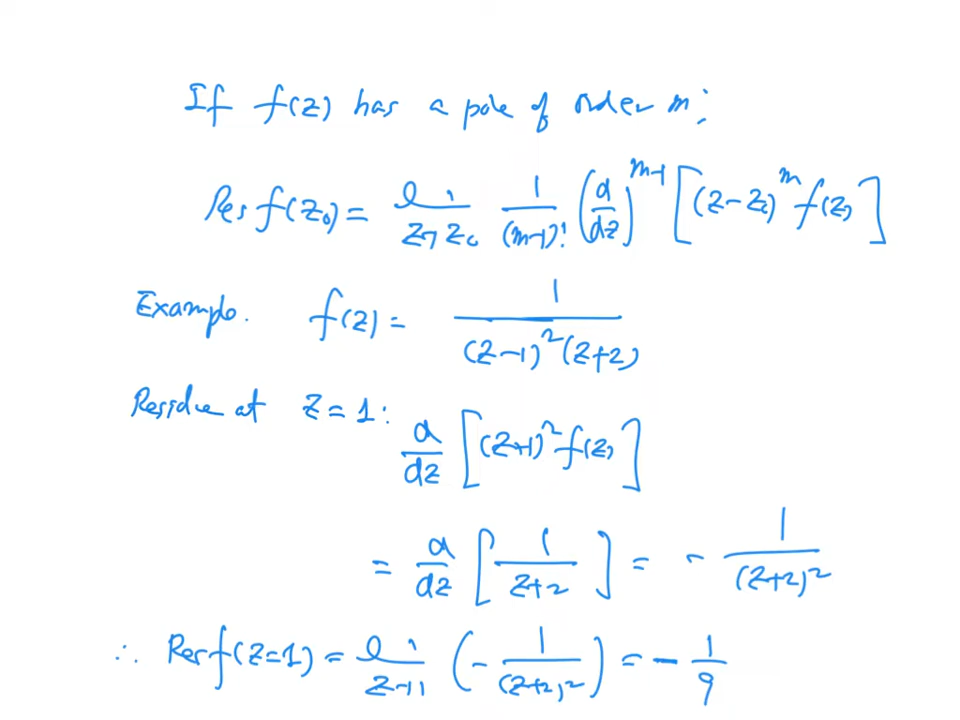 If f(z) has a pole of order m:
Res f(z₀) = lim_{z→z₀} 1/(m-1)! (d/dz)^{m-1} [(z-z₀)^m f(z)]
Example. f(z) = 1/((z-1)²(z+2))
Residue at z = 1:
d/dz [(z+1)² f(z)]
= d/dz [1/(z+2)] = - 1/(z+2)²
∴ Res f(z=1) = lim_{z→1} (- 1/(z+2)²) = - 1/9